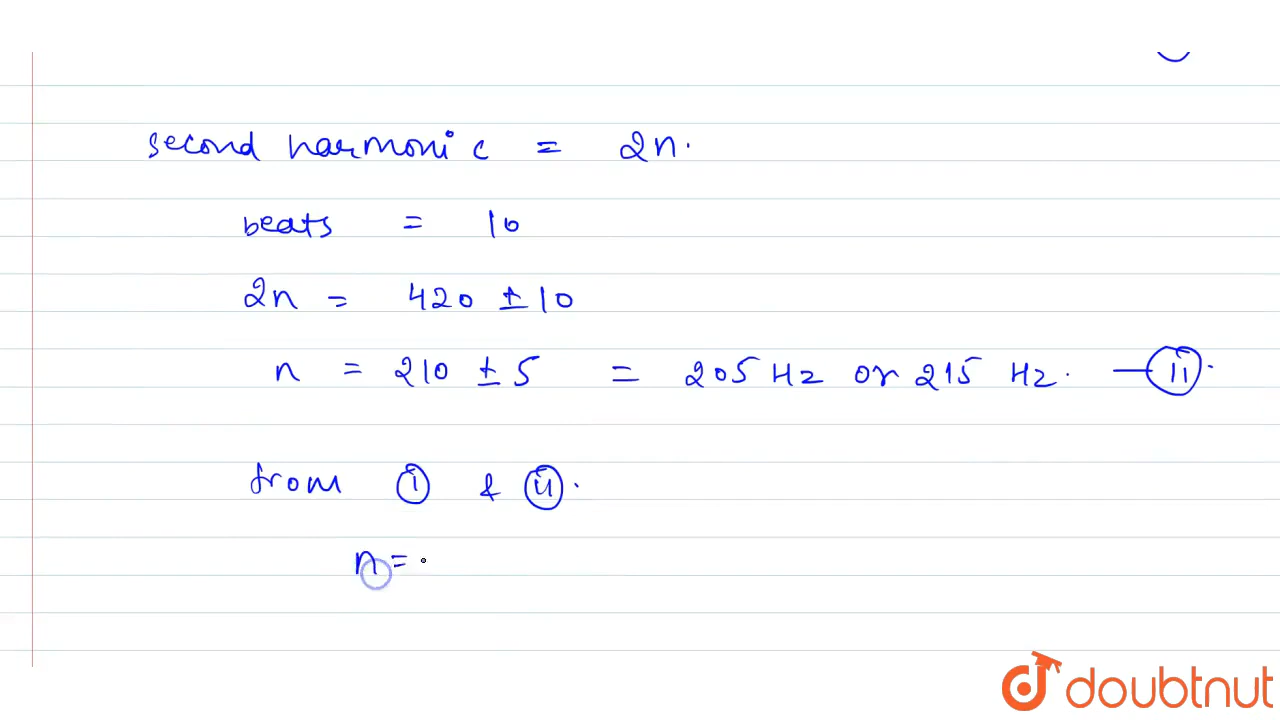 second harmonic = 2n.
beats = 10
2n = 420 ± 10
n = 210 ± 5 = 205 Hz or 215 Hz. — (ii).
from (i) & (ii).
n =
doubtnut